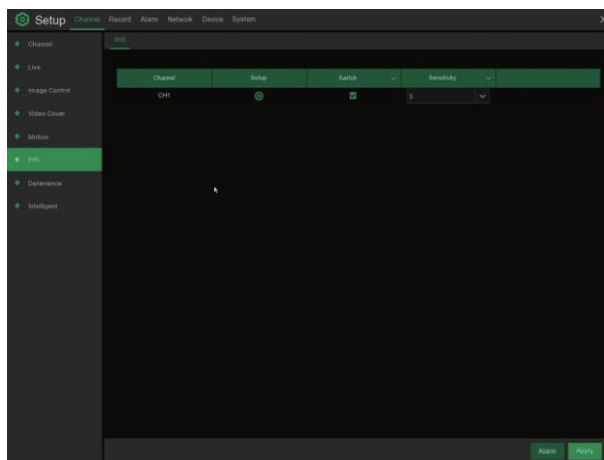 Setup Channel Record Alarm Network Device System
Channel
PIR
Live
Image Control
Video Cover
Motion
PIR
Deterrence
Intelligent
Channel Setup Switch Sensitivity
CH1 5
Alarm Apply